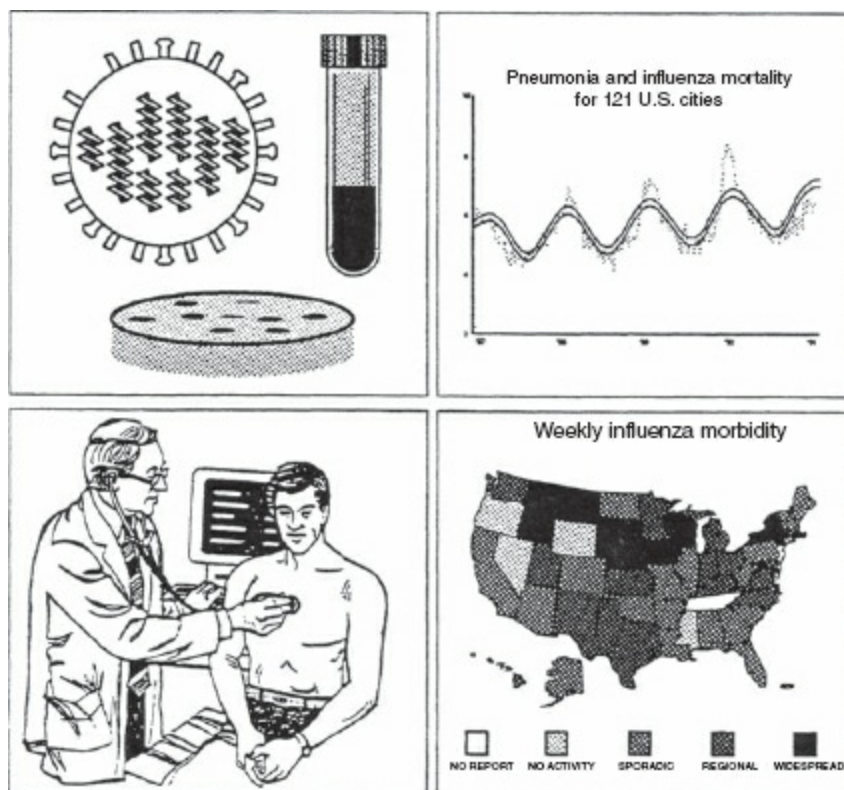 Pneumonia and influenza mortality
for 121 U.S. cities
Weekly influenza morbidity
NO REPORT NO ACTIVITY SPORADIC REGIONAL WIDESPREAD